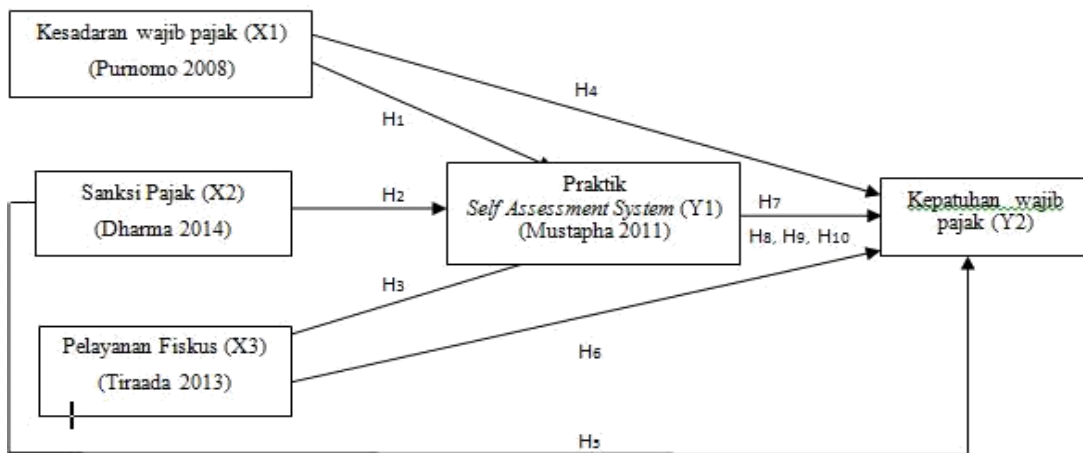 Kesadaran wajib pajak (X1)
(Purnomo 2008)
H4
H1
Sanksi Pajak (X2)
(Dharma 2014)
H2
Praktik
Self Assessment System (Y1)
(Mustapha 2011)
H7
H8, H9, H10
Kepatuhan wajib
pajak (Y2)
H3
Pelayanan Fiskus (X3)
(Tiraada 2013)
H6
H5